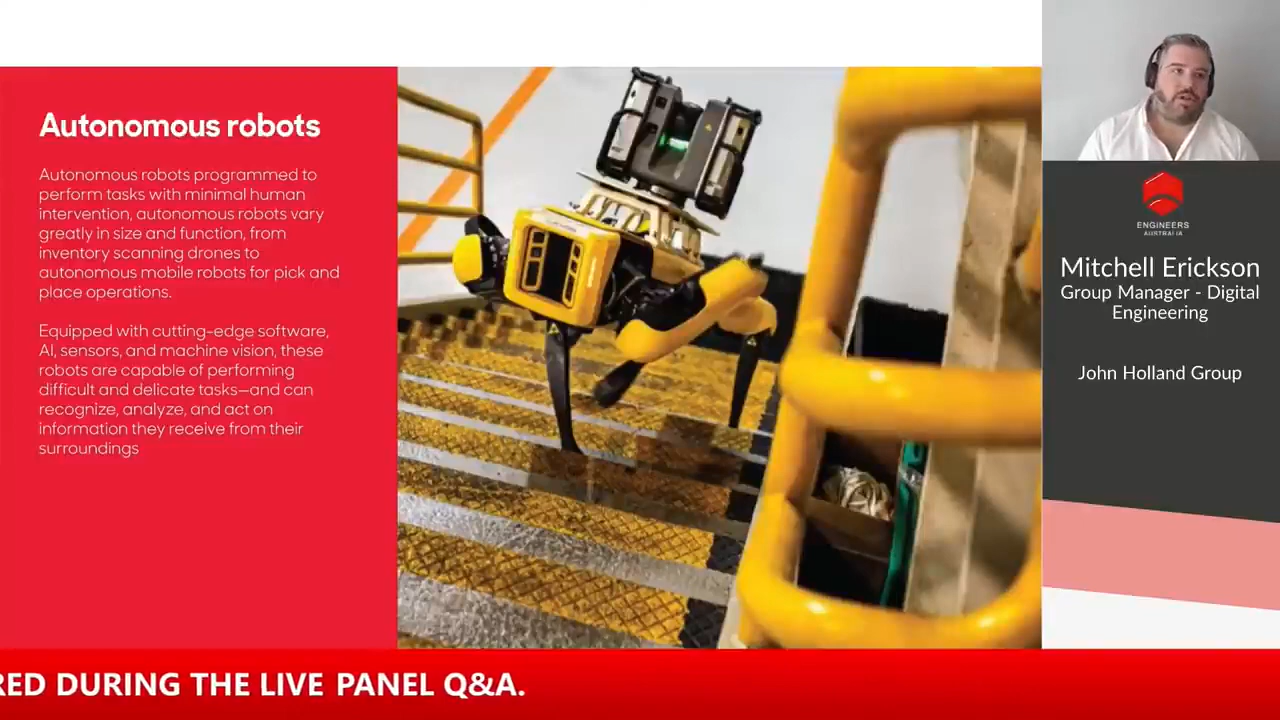 Autonomous robots
Autonomous robots programmed to
perform tasks with minimal human
intervention, autonomous robots vary
greatly in size and function, from
inventory scanning drones to
autonomous mobile robots for pick and
place operations.
Equipped with cutting-edge software,
AI, sensors, and machine vision, these
robots are capable of performing
difficult and delicate tasks—and can
recognize, analyze, and act on
information they receive from their
surroundings
ENGINEERS
AUSTRALIA
Mitchell Erickson
Group Manager - Digital
Engineering
John Holland Group
RED DURING THE LIVE PANEL Q&A.